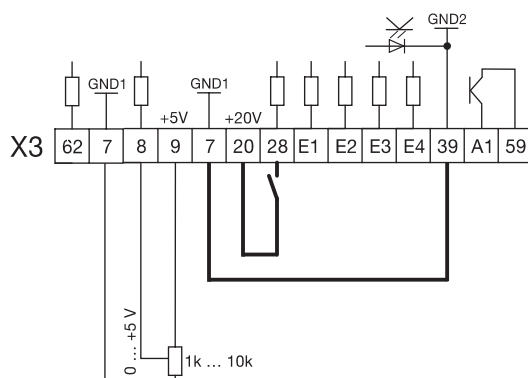 GND2
GND1
GND1
+5V
+20V
X3
62 7 8 9 7 20 28 E1 E2 E3 E4 39 A1 59
0 … +5 V
1k … 10k